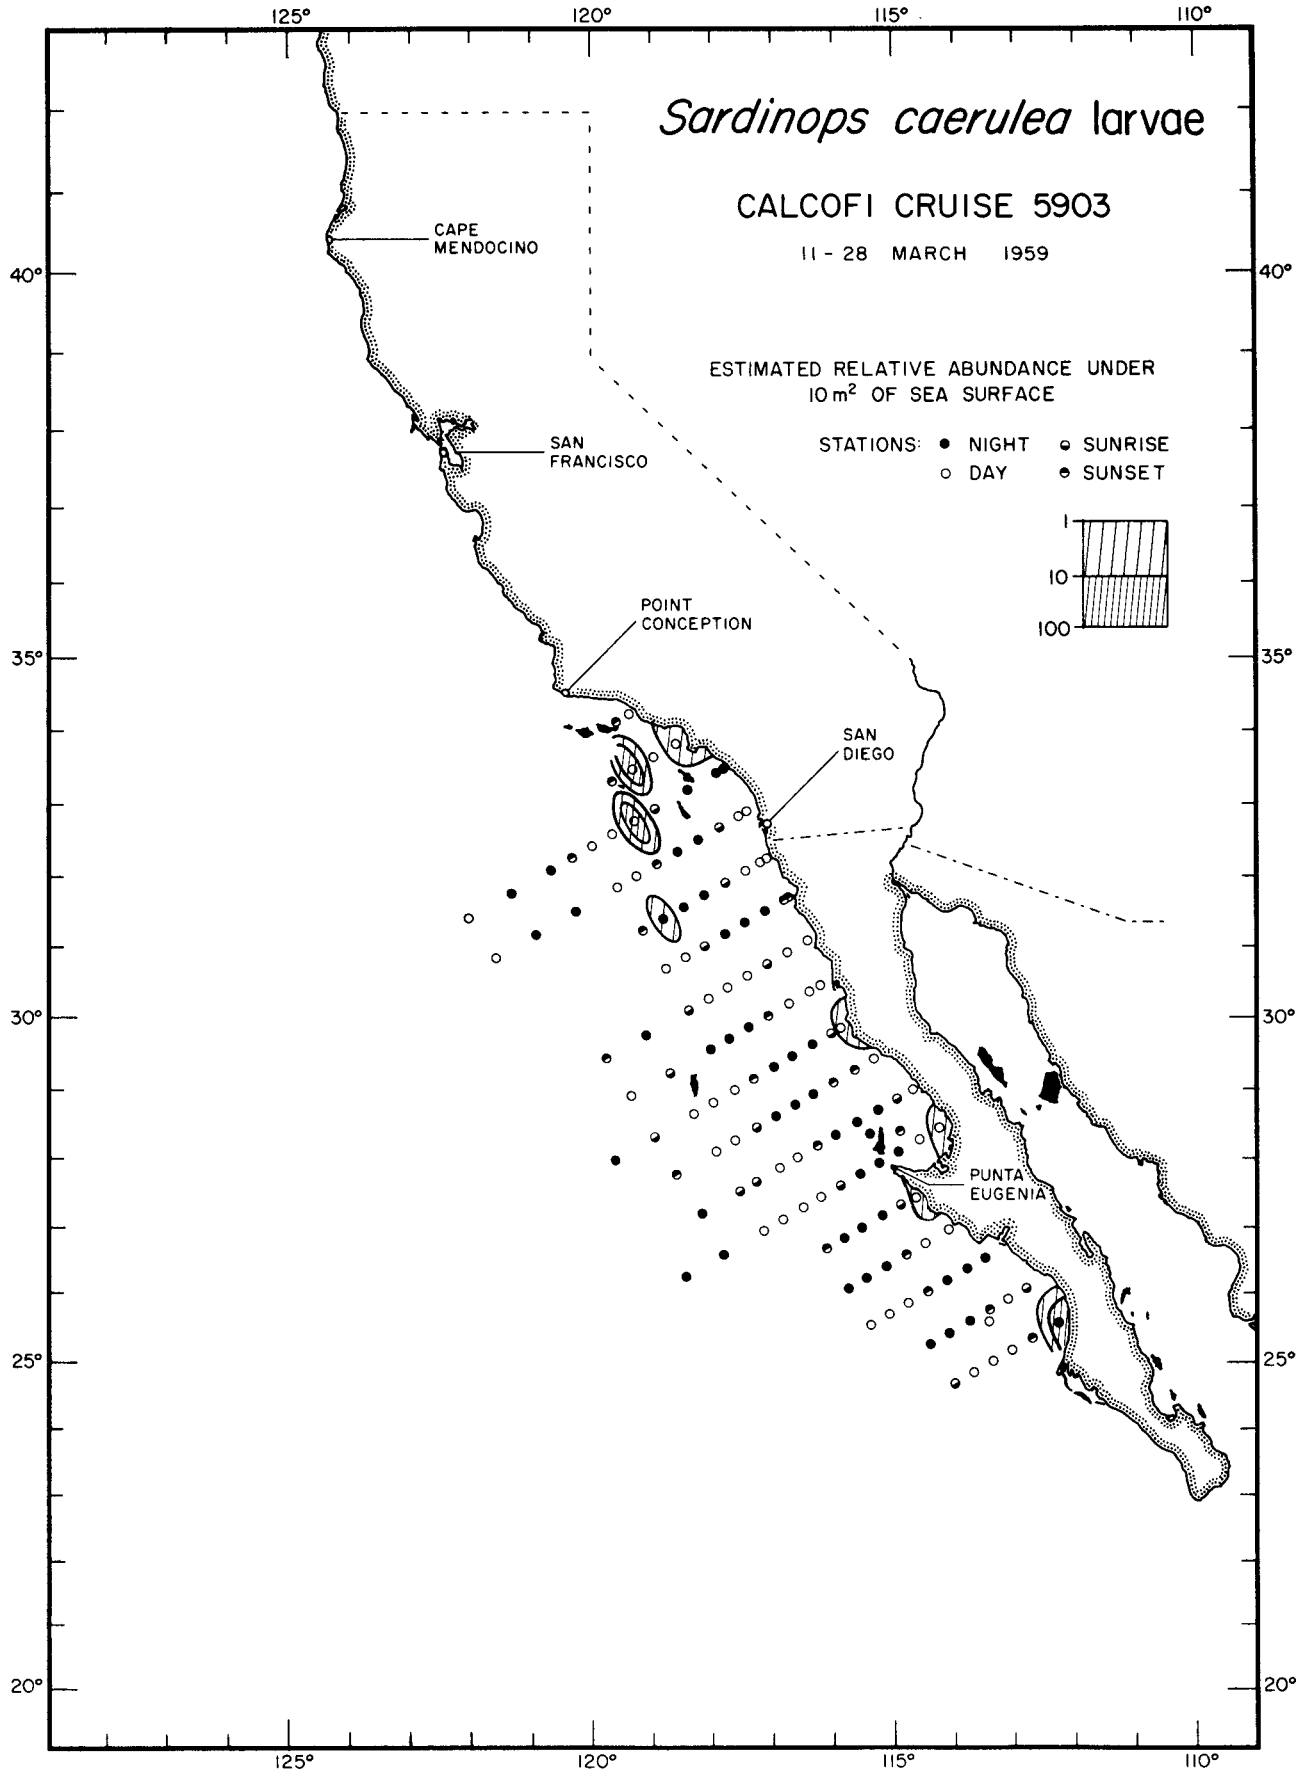 125° 120° 115° 110°
Sardinops caerulea larvae
CALCOFI CRUISE 5903
11-28 MARCH 1959
CAPE
MENDOCINO
40° 40°
ESTIMATED RELATIVE ABUNDANCE UNDER
10 m² OF SEA SURFACE
STATIONS: NIGHT SUNRISE
DAY SUNSET
SAN
FRANCISCO
1
10
100
POINT
CONCEPTION
35° 35°
SAN
DIEGO
30° 30°
PUNTA
EUGENIA
25° 25°
20° 20°
125° 120° 115° 110°